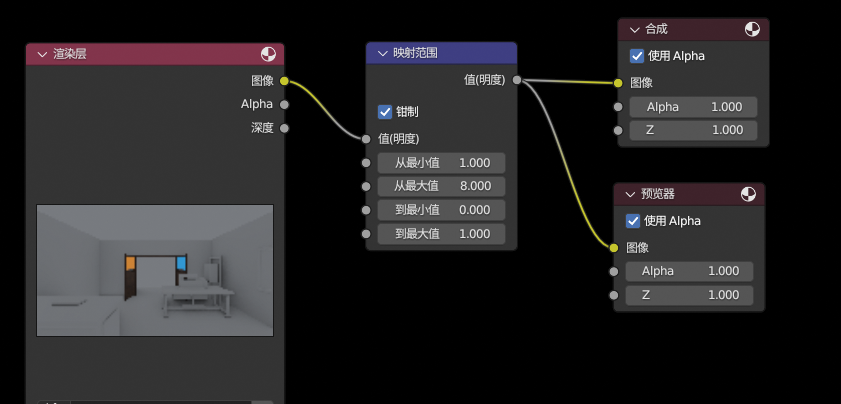 渲染层
图像
Alpha
深度
映射范围
值(明度)
钳制
值(明度)
从最小值 1.000
从最大值 8.000
到最小值 0.000
到最大值 1.000
合成
使用 Alpha
图像
Alpha 1.000
Z 1.000
预览器
使用 Alpha
图像
Alpha 1.000
Z 1.000